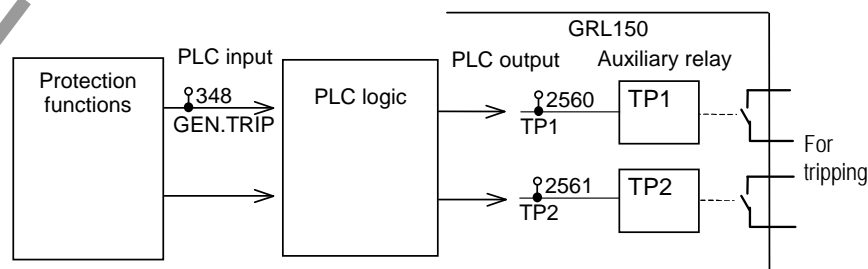 GRL150
PLC input
PLC output
Auxiliary relay
Protection
functions
348
GEN.TRIP
PLC logic
2560
TP1
TP1
2561
TP2
TP2
For
tripping